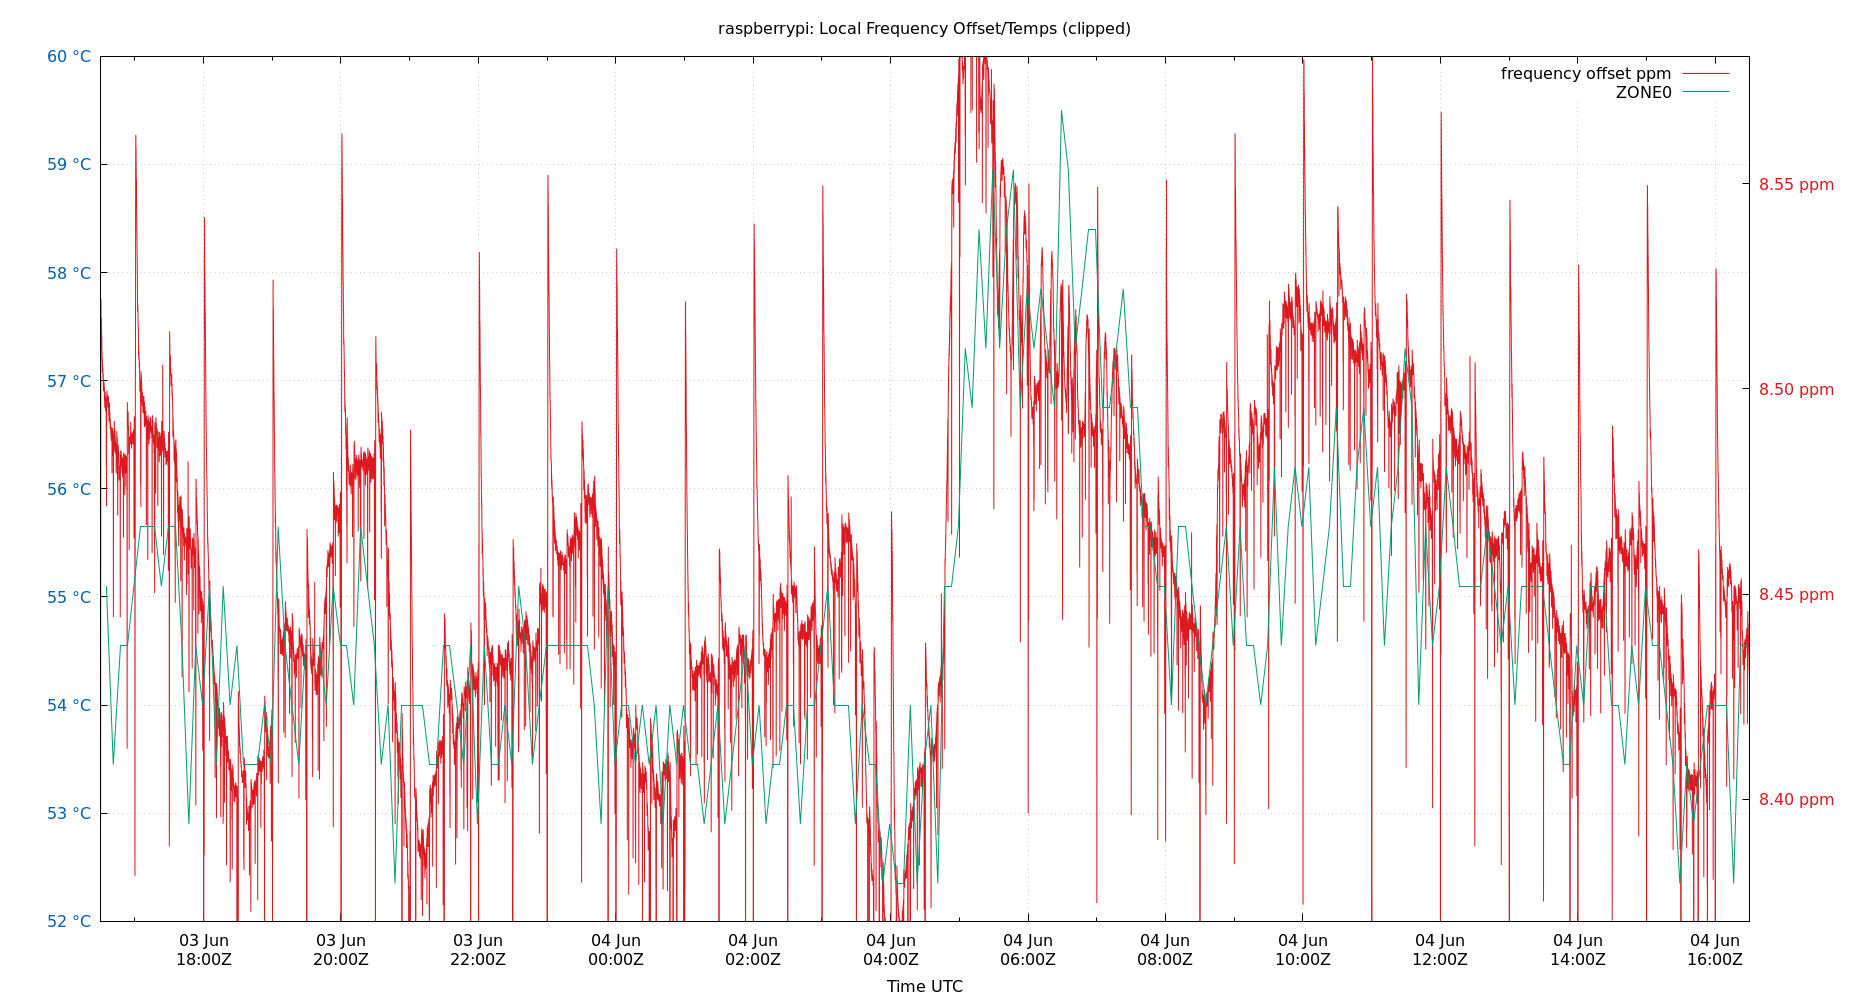 raspberrypi: Local Frequency Offset/Temps (clipped)
frequency offset ppm
ZONE0
60 °C
59 °C
58 °C
57 °C
56 °C
55 °C
54 °C
53 °C
52 °C
8.55 ppm
8.50 ppm
8.45 ppm
8.40 ppm
03 Jun 03 Jun 03 Jun 04 Jun 04 Jun 04 Jun 04 Jun 04 Jun 04 Jun 04 Jun 04 Jun 04 Jun
18:00Z 20:00Z 22:00Z 00:00Z 02:00Z 04:00Z 06:00Z 08:00Z 10:00Z 12:00Z 14:00Z 16:00Z
Time UTC